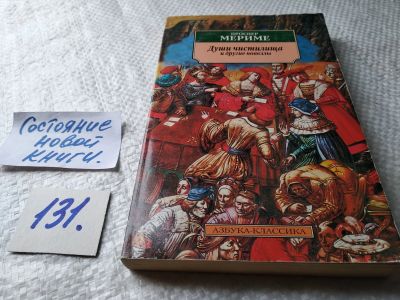 ПРОСПЕР
МЕРИМЕ
Души чистилища
и другие новеллы
АЗБУКА-КЛАССИКА
Состояние
новой
книги.
131.